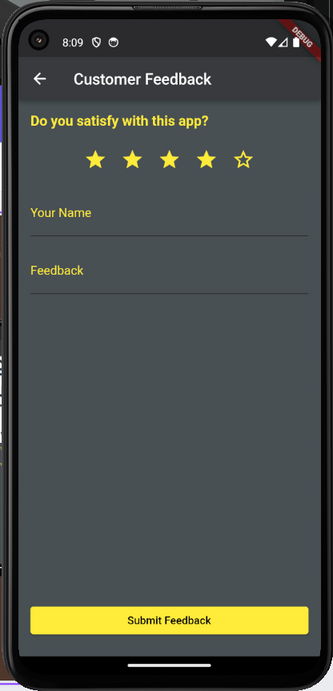 8:09
DEBUG
Customer Feedback
Do you satisfy with this app?
Your Name
Feedback
Submit Feedback